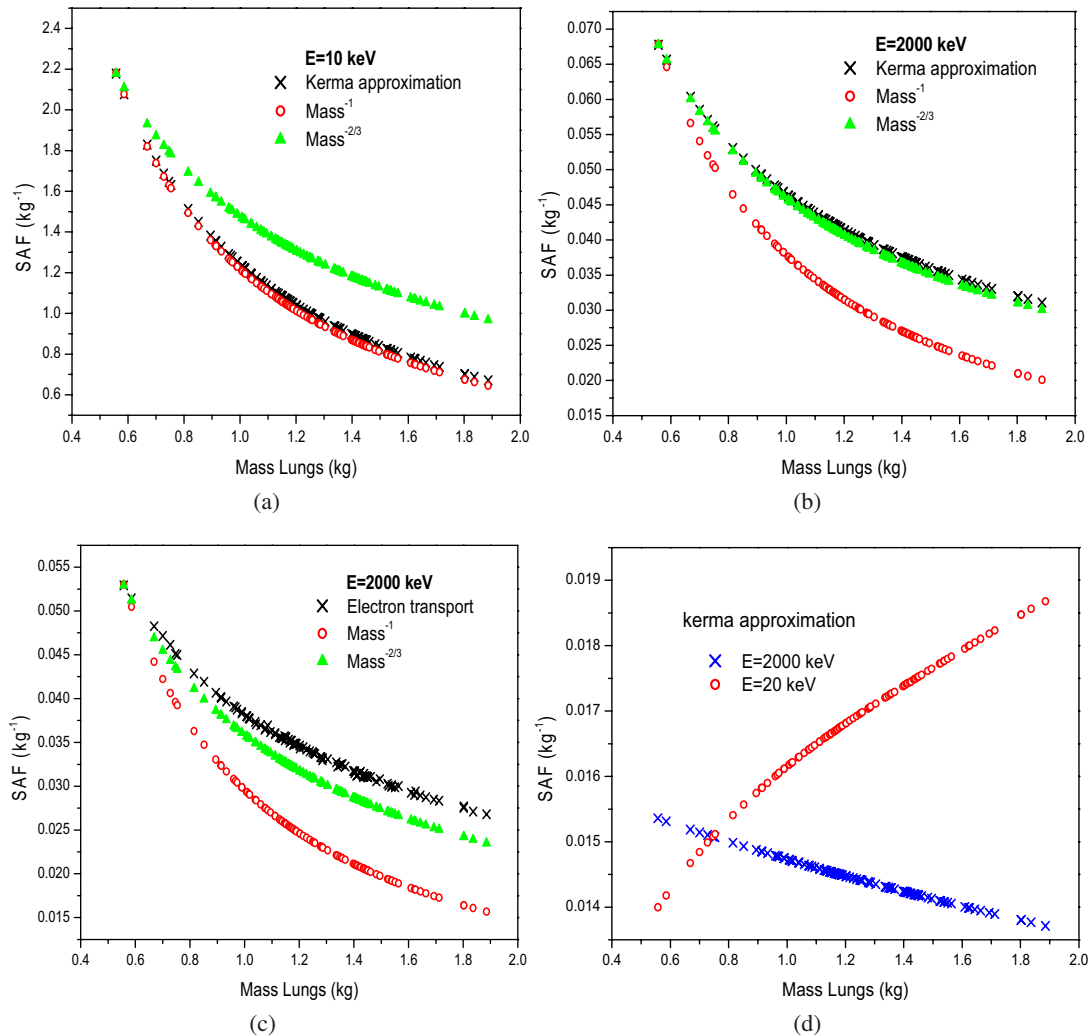 E=10 keV
Kerma approximation
Mass⁻¹
Mass⁻²ᐟ³
SAF (kg⁻¹)
2.4
2.2
2.0
1.8
1.6
1.4
1.2
1.0
0.8
0.6
0.4 0.6 0.8 1.0 1.2 1.4 1.6 1.8 2.0
Mass Lungs (kg)
(a)
E=2000 keV
Kerma approximation
Mass⁻¹
Mass⁻²ᐟ³
SAF (kg⁻¹)
0.070
0.065
0.060
0.055
0.050
0.045
0.040
0.035
0.030
0.025
0.020
0.015
0.4 0.6 0.8 1.0 1.2 1.4 1.6 1.8 2.0
Mass Lungs (kg)
(b)
E=2000 keV
Electron transport
Mass⁻¹
Mass⁻²ᐟ³
SAF (kg⁻¹)
0.055
0.050
0.045
0.040
0.035
0.030
0.025
0.020
0.015
0.4 0.6 0.8 1.0 1.2 1.4 1.6 1.8 2.0
Mass Lungs (kg)
(c)
kerma approximation
E=2000 keV
E=20 keV
SAF (kg⁻¹)
0.019
0.018
0.017
0.016
0.015
0.014
0.4 0.6 0.8 1.0 1.2 1.4 1.6 1.8 2.0
Mass Lungs (kg)
(d)